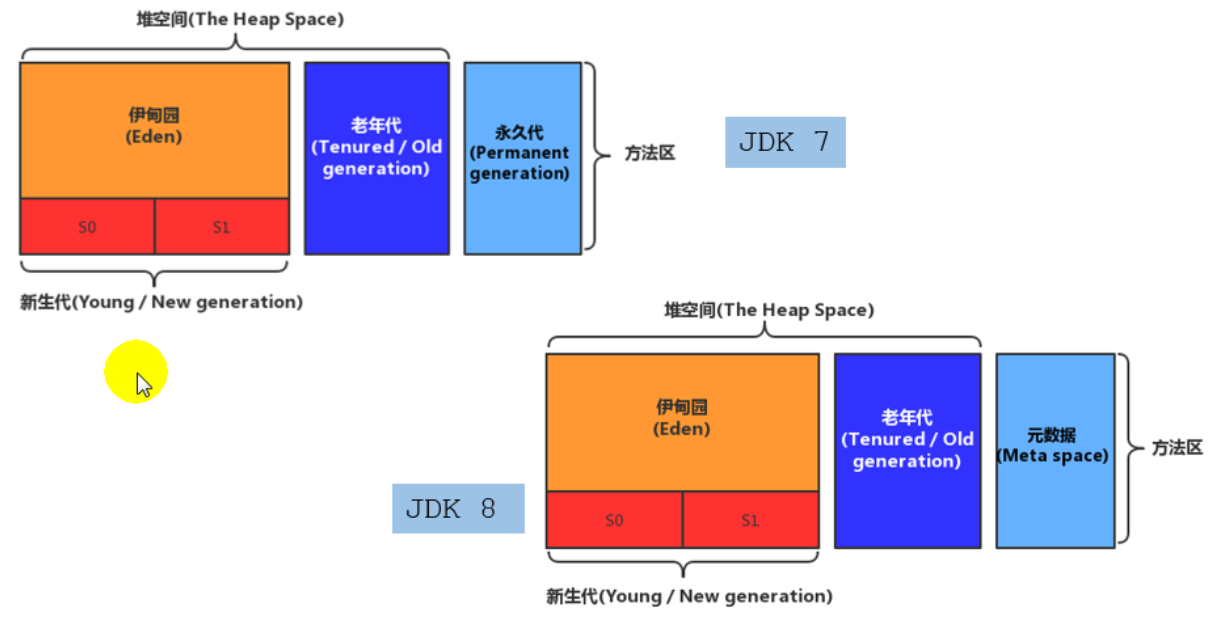 堆空间(The Heap Space)
伊甸园
(Eden)
S0
S1
老年代
(Tenured / Old
generation)
永久代
(Permanent
generation)
方法区
JDK 7
新生代(Young / New generation)
堆空间(The Heap Space)
伊甸园
(Eden)
S0
S1
老年代
(Tenured / Old
generation)
元数据
(Meta space)
方法区
JDK 8
新生代(Young / New generation)